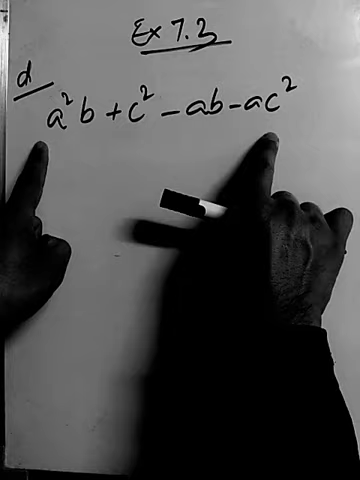 Ex 7.3
d
a²b + c² - ab - ac²